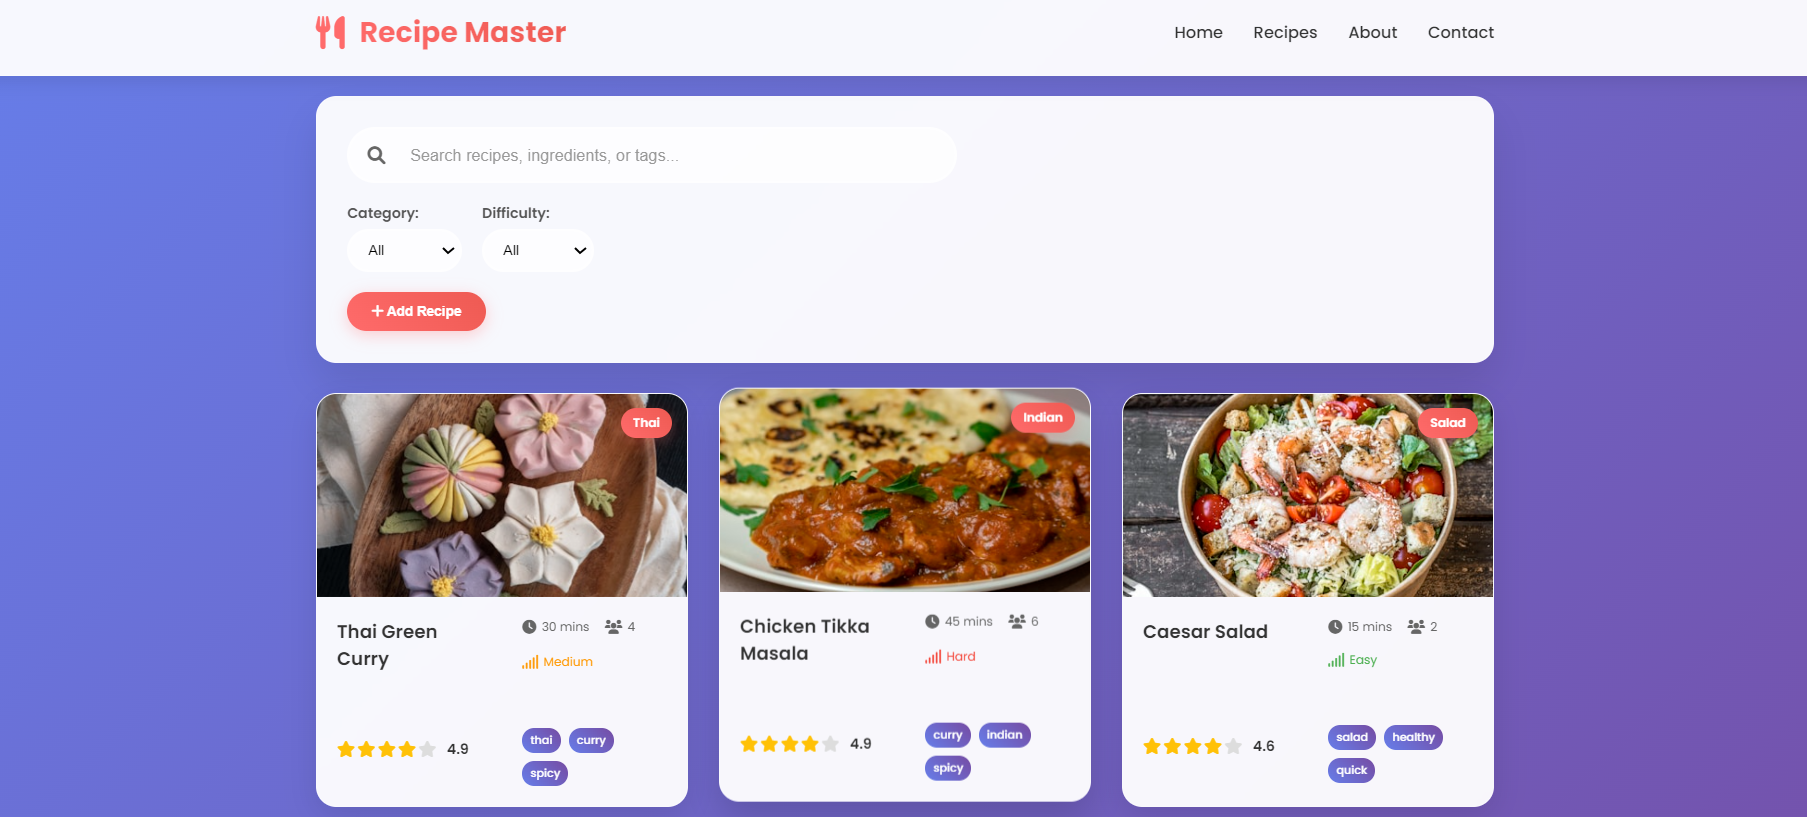 Recipe Master
Home Recipes About Contact
Search recipes, ingredients, or tags...
Category: Difficulty:
All All
+ Add Recipe
Thai
Thai Green
Curry
30 mins 4
Medium
4.9
thai curry
spicy
Indian
Chicken Tikka
Masala
45 mins 6
Hard
4.9
curry indian
spicy
Salad
Caesar Salad
15 mins 2
Easy
4.6
salad healthy
quick